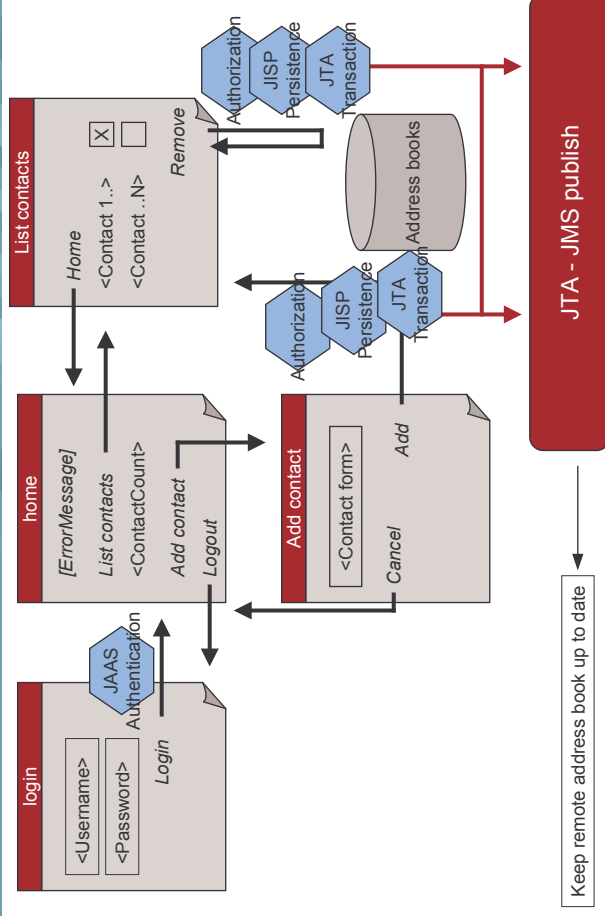 login
<Username>
<Password>
Login
JAAS
Authentication
home
[ErrorMessage]
List contacts
<ContactCount>
Add contact
Logout
List contacts
Home
<Contact 1..>
X
<Contact ..N>
Remove
Authorization
JISP
Persistence
JTA
Transaction
Add contact
<Contact form>
Cancel
Add
Authorization
JISP
Persistence
JTA
Transaction
Address books
Keep remote address book up to date
JTA - JMS publish